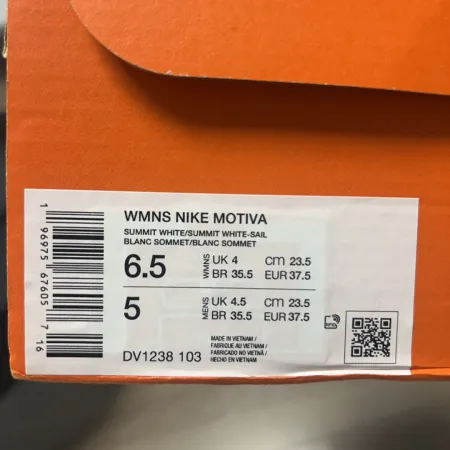 WMNS NIKE MOTIVA
SUMMIT WHITE/SUMMIT WHITE-SAIL
BLANC SOMMET/BLANC SOMMET
6.5 WMNS UK 4 cm 23.5
BR 35.5 EUR 37.5
5 MENS UK 4.5 cm 23.5
BR 35.5 EUR 37.5
DV1238 103
MADE IN VIETNAM /
FABRIQUE AU VIETNAM /
FABRICADO NO VIETNÃ /
HECHO EN VIETNAM
1 96975 67605 7 16